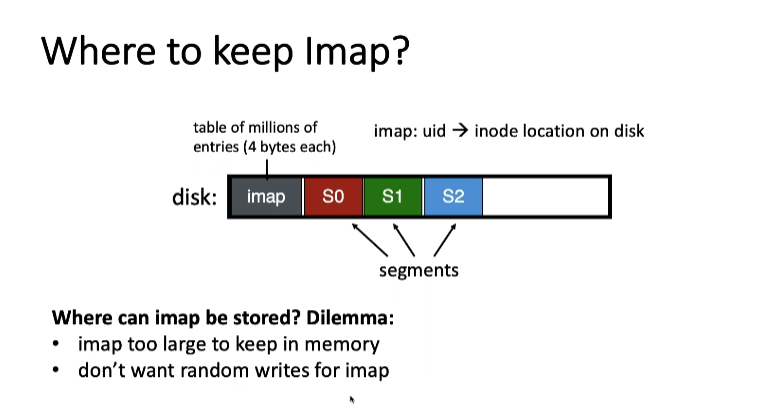 Where to keep Imap?
table of millions of
entries (4 bytes each)
imap: uid → inode location on disk
disk:
imap
S0
S1
S2
segments
Where can imap be stored? Dilemma:
• imap too large to keep in memory
• don't want random writes for imap